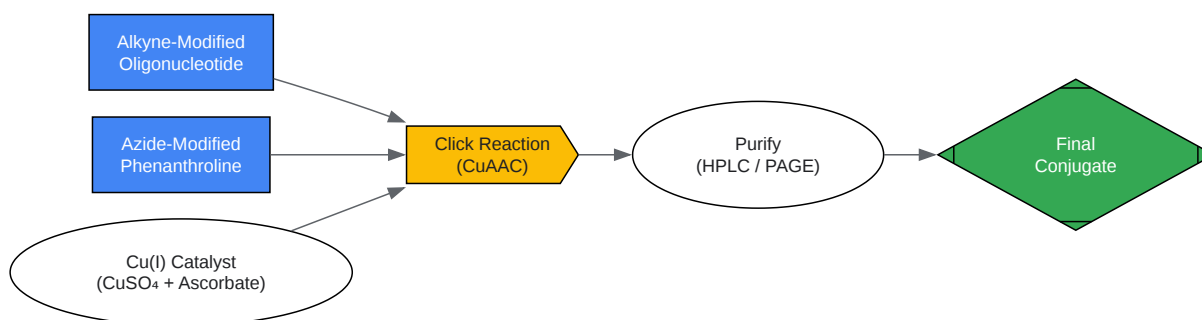 Alkyne-Modified
Oligonucleotide
Azide-Modified
Phenanthroline
Cu(I) Catalyst
(CuSO₄ + Ascorbate)
Click Reaction
(CuAAC)
Purify
(HPLC / PAGE)
Final
Conjugate